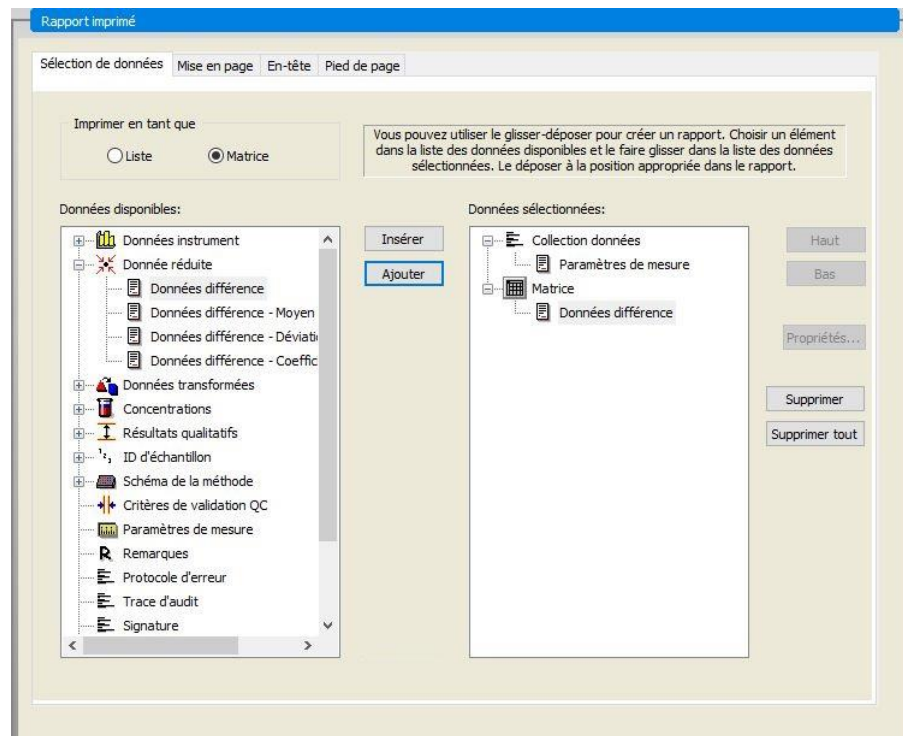 Rapport imprimé
Sélection de données Mise en page En-tête Pied de page
Imprimer en tant que
Liste Matrice
Vous pouvez utiliser le glisser-déposer pour créer un rapport. Choisir un élément
dans la liste des données disponibles et le faire glisser dans la liste des données
sélectionnées. Le déposer à la position appropriée dans le rapport.
Données disponibles:
Données instrument
Donnée réduite
Données différence
Données différence - Moyen
Données différence - Déviati
Données différence - Coeffic
Données transformées
Concentrations
Résultats qualitatifs
ID d'échantillon
Schéma de la méthode
Critères de validation QC
Paramètres de mesure
R Remarques
Protocole d'erreur
Trace d'audit
Signature
Insérer
Ajouter
Données sélectionnées:
Collection données
Paramètres de mesure
Matrice
Données différence
Haut
Bas
Propriétés...
Supprimer
Supprimer tout